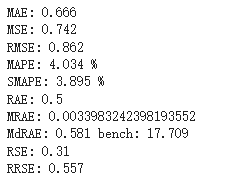 MAE: 0.666
MSE: 0.742
RMSE: 0.862
MAPE: 4.034 %
SMAPE: 3.895 %
RAE: 0.5
MRAE: 0.0033983242398193552
MdRAE: 0.581 bench: 17.709
RSE: 0.31
RRSE: 0.557